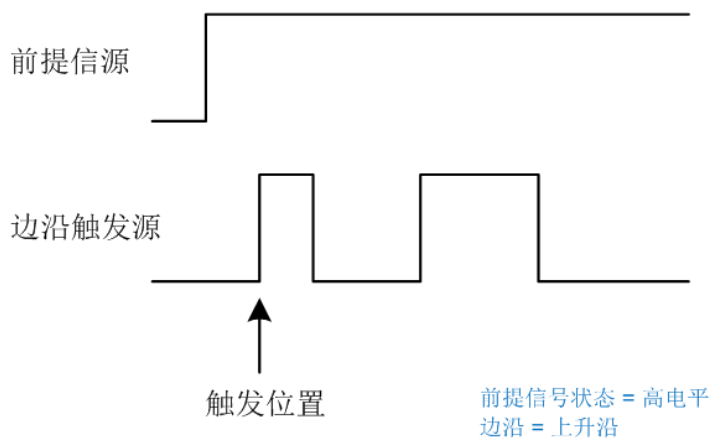 前提信源
边沿触发源
触发位置
前提信号状态 = 高电平
边沿 = 上升沿